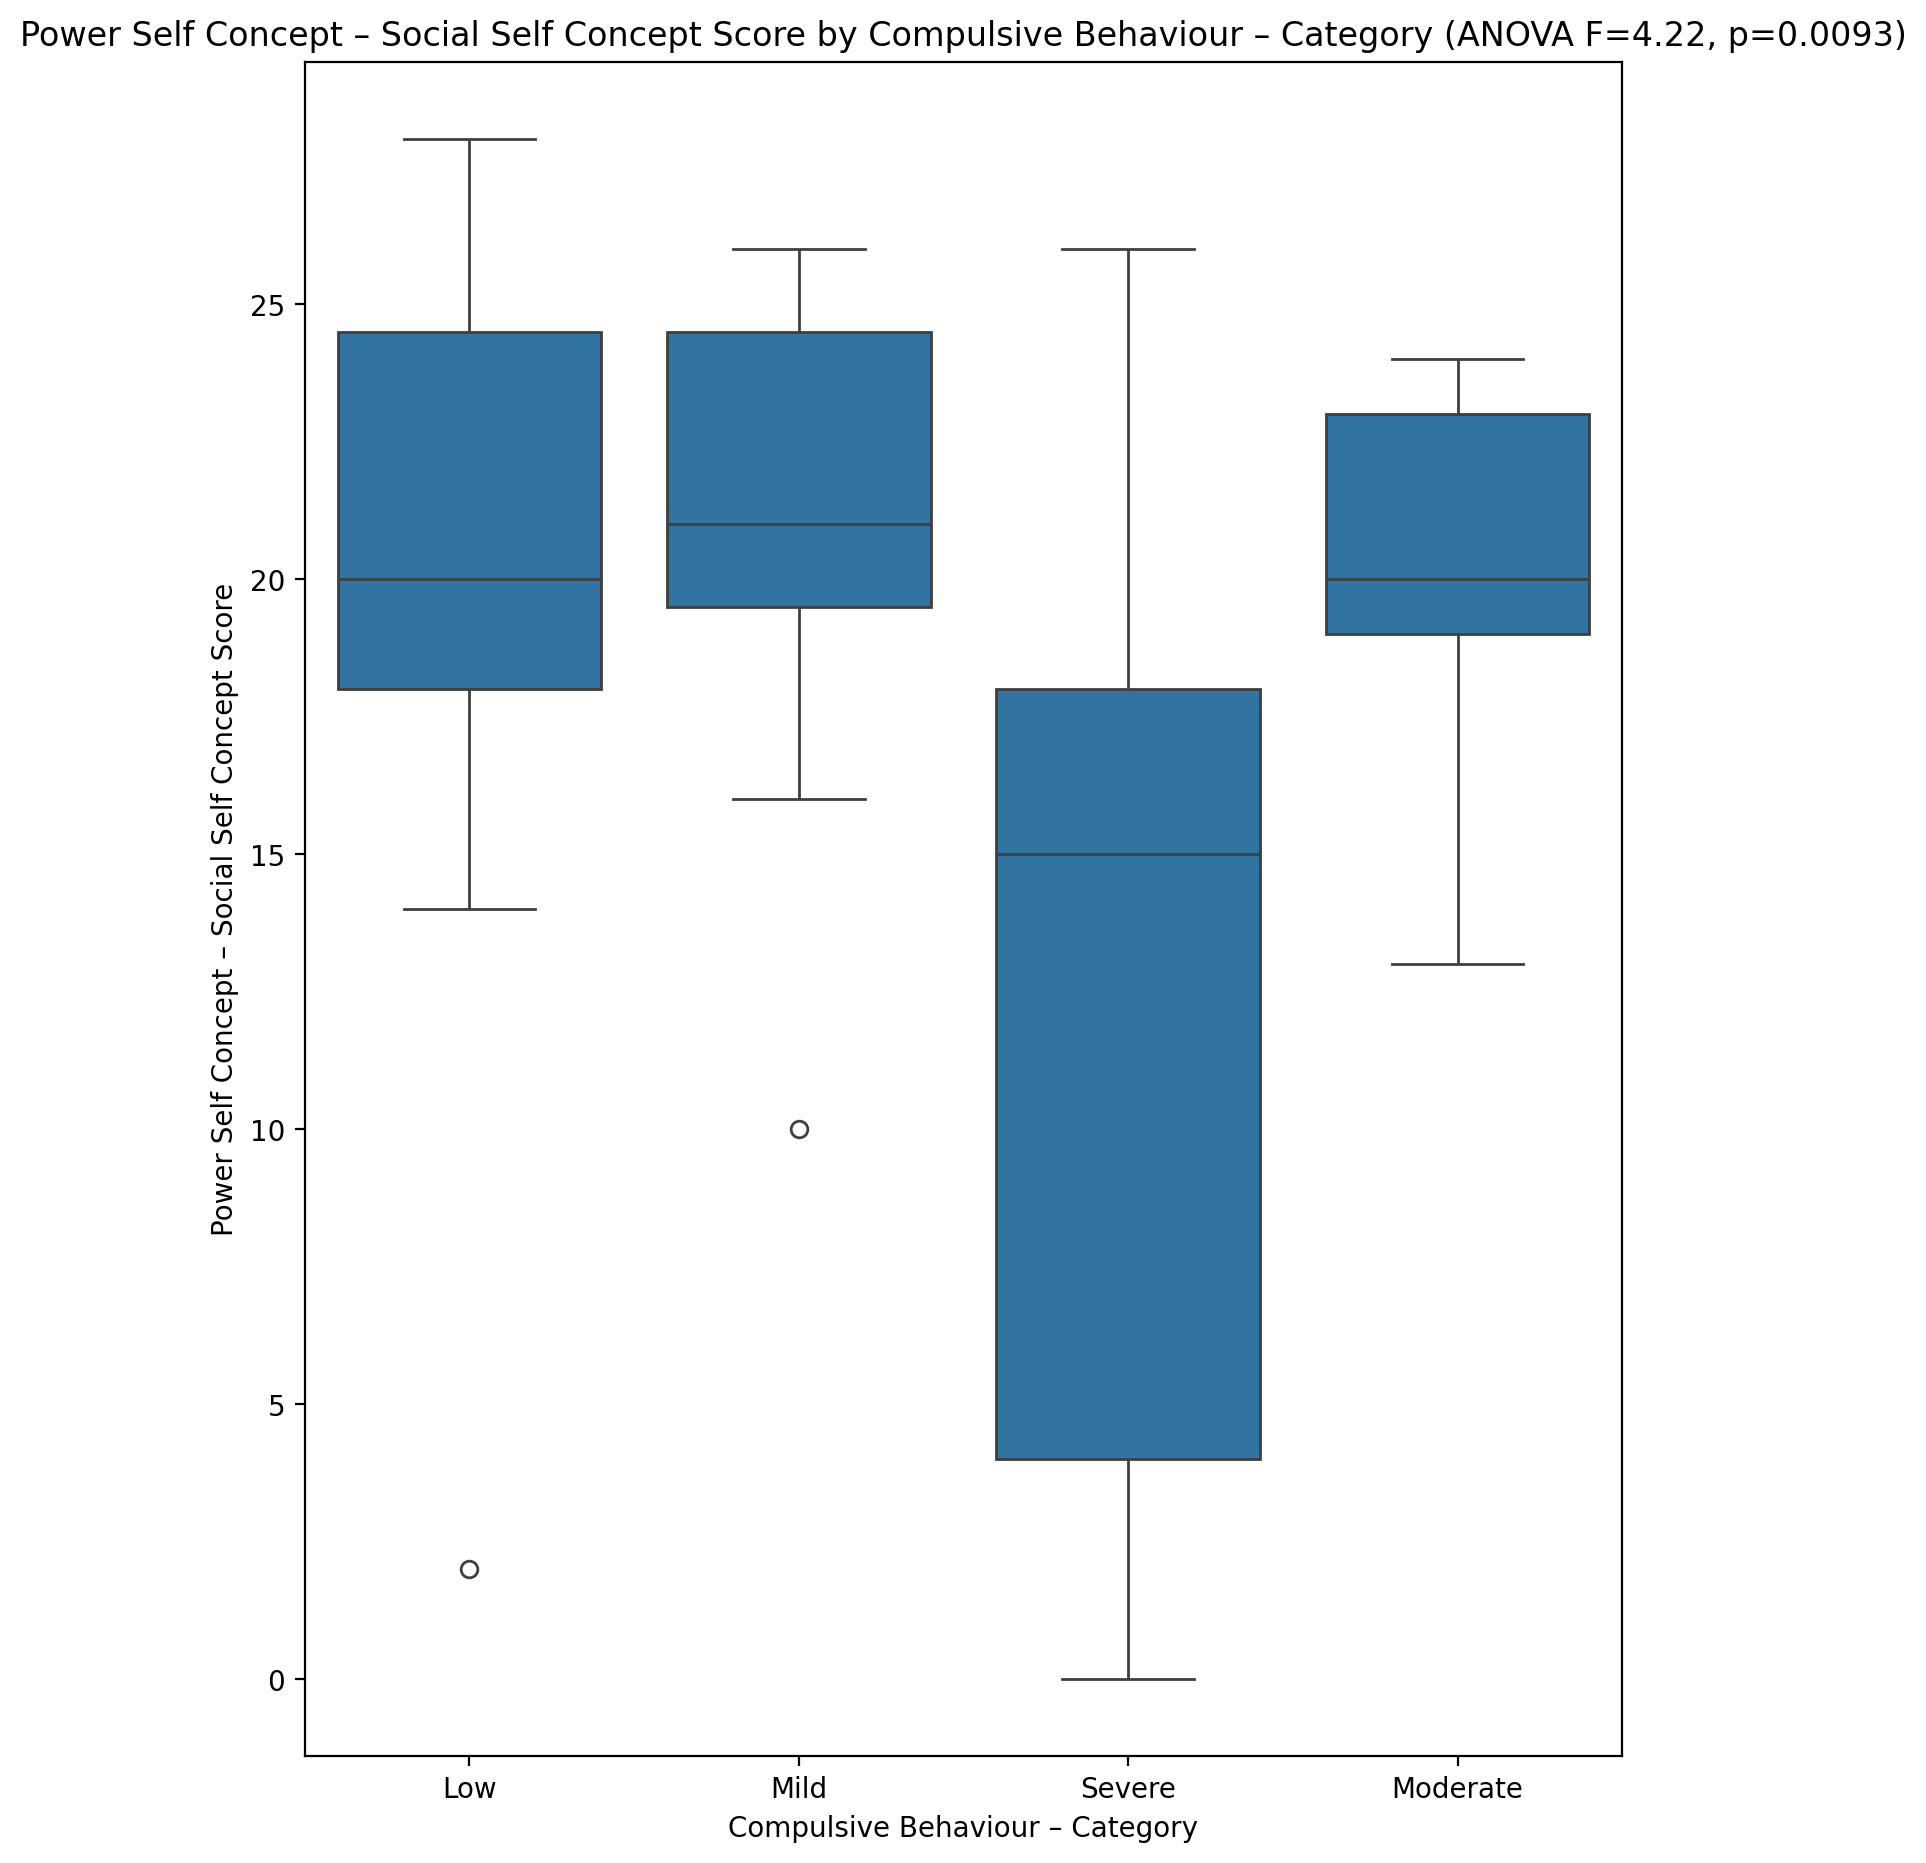 Power Self Concept – Social Self Concept Score by Compulsive Behaviour – Category (ANOVA F=4.22, p=0.0093)
Power Self Concept – Social Self Concept Score
25
20
15
10
5
0
Low
Mild
Severe
Moderate
Compulsive Behaviour – Category